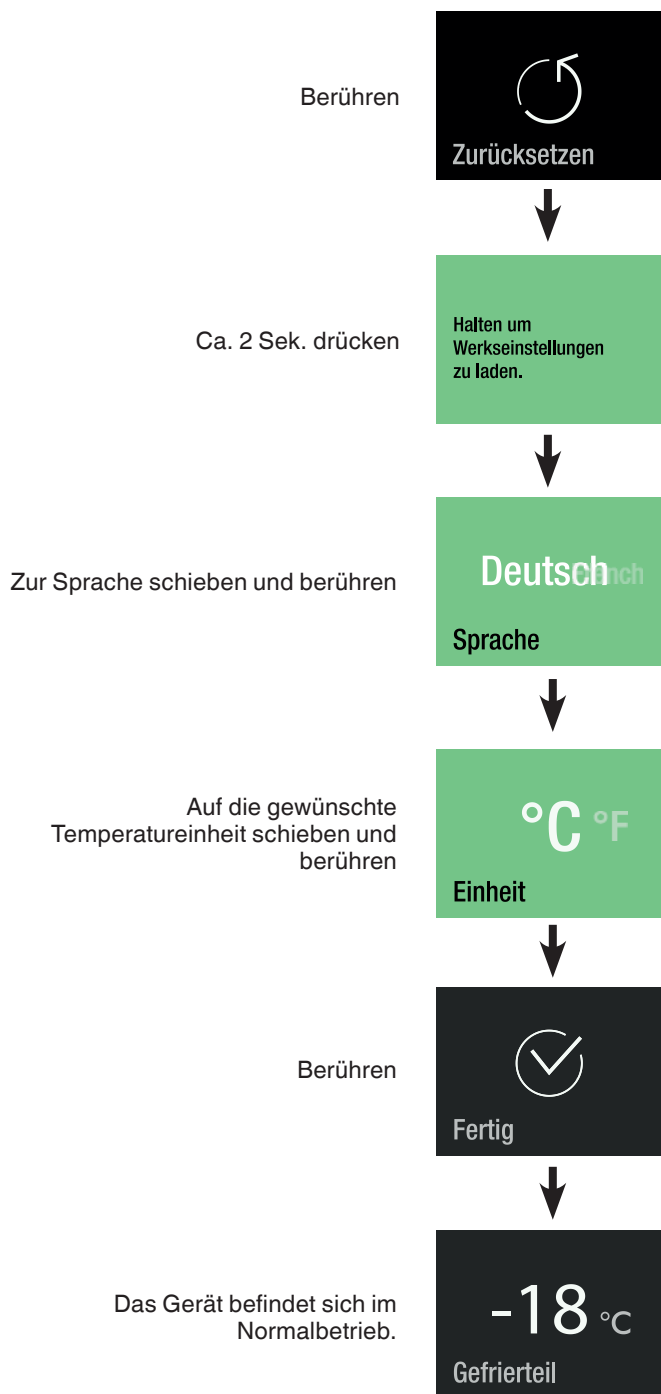 Berühren
Zurücksetzen
Ca. 2 Sek. drücken
Halten um
Werkseinstellungen
zu laden.
Zur Sprache schieben und berühren
Deutsch French
Sprache
Auf die gewünschte
Temperatureinheit schieben und
berühren
°C °F
Einheit
Berühren
Fertig
Das Gerät befindet sich im
Normalbetrieb.
-18 °C
Gefrierteil